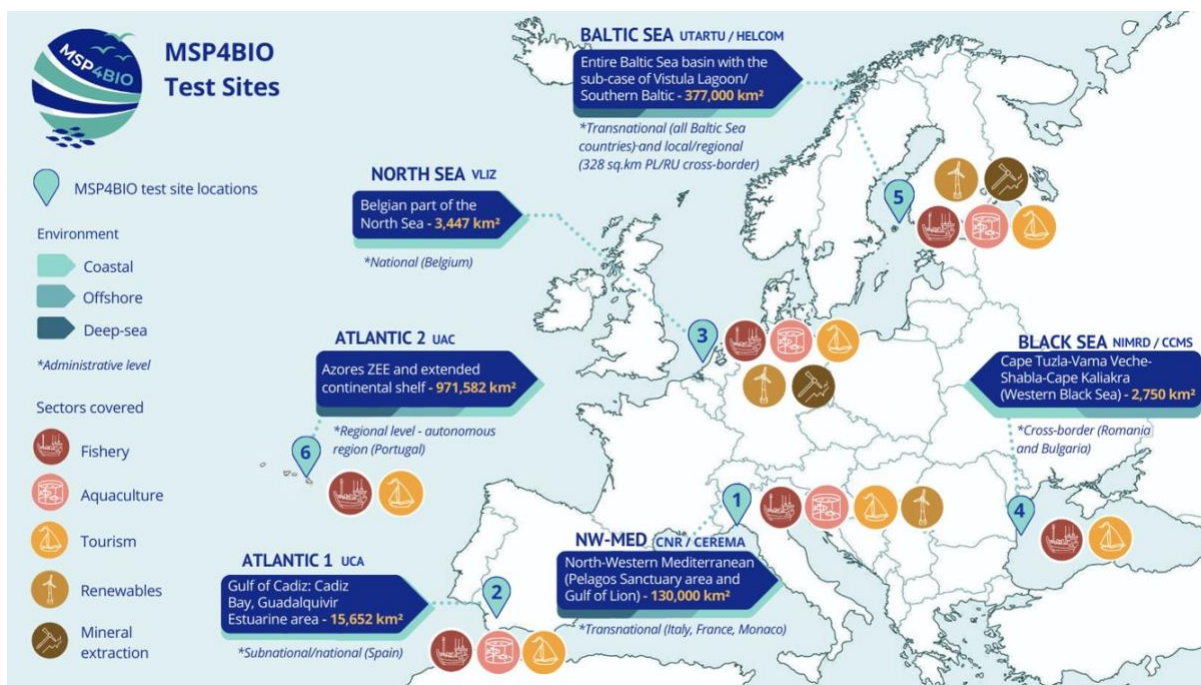 MSP4BIO
MSP4BIO
Test Sites
MSP4BIO test site locations
Environment
Coastal
Offshore
Deep-sea
*Administrative level
Sectors covered
Fishery
Aquaculture
Tourism
Renewables
Mineral
extraction
BALTIC SEA UTARTU / HELCOM
Entire Baltic Sea basin with the
sub-case of Vistula Lagoon/
Southern Baltic - 377,000 km²
*Transnational (all Baltic Sea
countries) and local/regional
(328 sq.km PL/RU cross-border)
5
NORTH SEA VLIZ
Belgian part of the
North Sea - 3,447 km²
*National (Belgium)
3
ATLANTIC 2 UAC
Azores ZEE and extended
continental shelf - 971,582 km²
*Regional level - autonomous
region (Portugal)
6
BLACK SEA NIMRD / CCMS
Cape Tuzla-Vama Veche-
Shabla-Cape Kaliakra
(Western Black Sea) - 2,750 km²
*Cross-border (Romania
and Bulgaria)
4
1
NW-MED CNR / CEREMA
North-Western Mediterranean
(Pelagos Sanctuary area and
Gulf of Lion) - 130,000 km²
*Transnational (Italy, France, Monaco)
ATLANTIC 1 UCA
Gulf of Cadiz: Cadiz
Bay, Guadalquivir
Estuarine area - 15,652 km²
*Subnational/national (Spain)
2